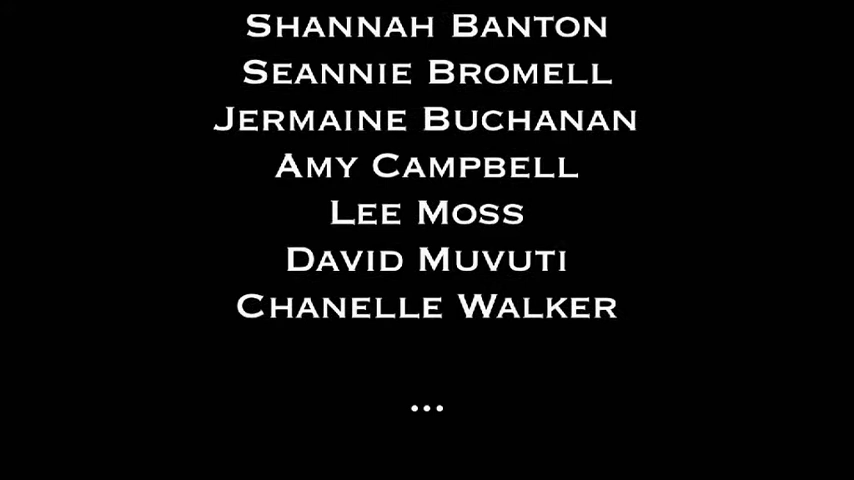 Shannah Banton
Seannie Bromell
Jermaine Buchanan
Amy Campbell
Lee Moss
David Muvuti
Chanelle Walker
...